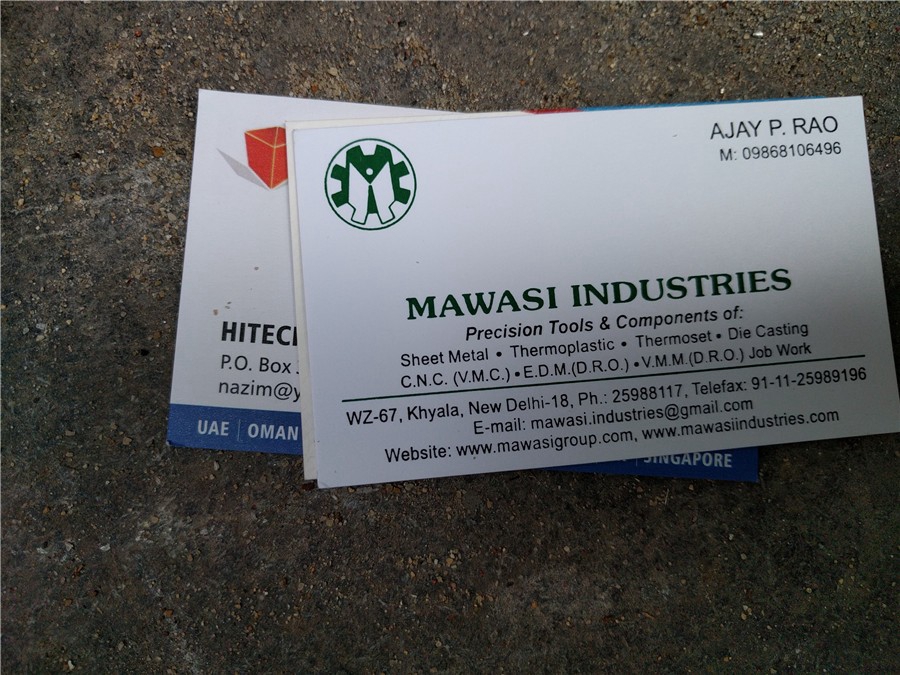 AJAY P. RAO
M: 09868106496
MAWASI INDUSTRIES
Precision Tools & Components of:
Sheet Metal • Thermoplastic • Thermoset • Die Casting
C.N.C. (V.M.C.) • E.D.M.(D.R.O.) • V.M.M.(D.R.O.) Job Work
WZ-67, Khyala, New Delhi-18, Ph.: 25988117, Telefax: 91-11-25989196
E-mail: mawasi.industries@gmail.com
Website: www.mawasigroup.com, www.mawasiindustries.com
HITECH
P.O. Box
nazim@y
UAE | OMAN
| SINGAPORE